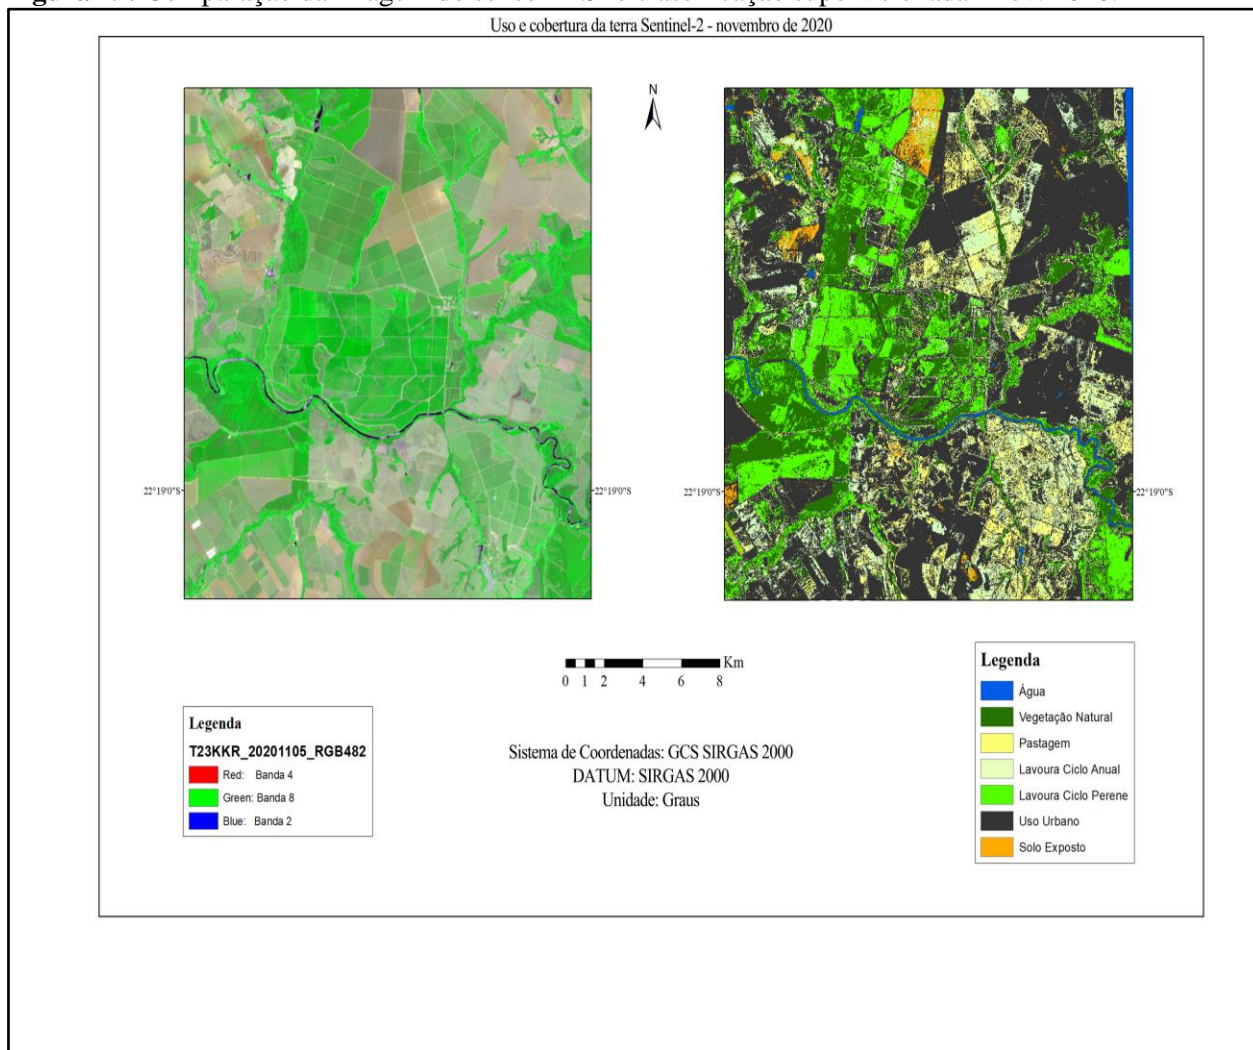 Uso e cobertura da terra Sentinel-2 - novembro de 2020
N
22°19'0"S
22°19'0"S
22°19'0"S
22°19'0"S
Km
0 1 2 4 6 8
Legenda
T23KKR_20201105_RGB482
Red: Banda 4
Green: Banda 8
Blue: Banda 2
Sistema de Coordenadas: GCS SIRGAS 2000
DATUM: SIRGAS 2000
Unidade: Graus
Legenda
Água
Vegetação Natural
Pastagem
Lavoura Ciclo Anual
Lavoura Ciclo Perene
Uso Urbano
Solo Exposto